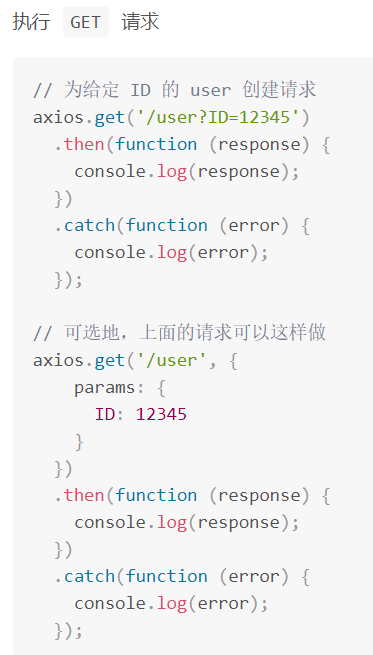 执行 GET 请求
// 为给定 ID 的 user 创建请求
axios.get('/user?ID=12345')
  .then(function (response) {
    console.log(response);
  })
  .catch(function (error) {
    console.log(error);
  });

// 可选地，上面的请求可以这样做
axios.get('/user', {
    params: {
      ID: 12345
    }
  })
  .then(function (response) {
    console.log(response);
  })
  .catch(function (error) {
    console.log(error);
  });